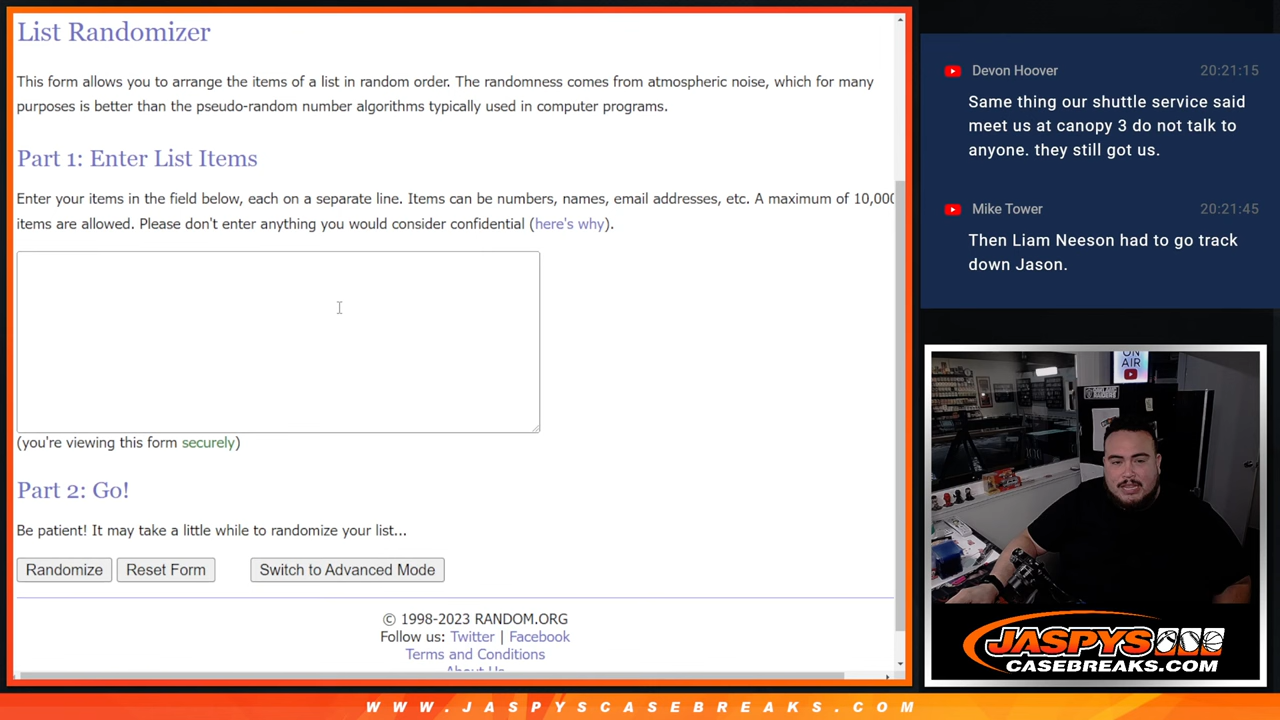 List Randomizer
This form allows you to arrange the items of a list in random order. The randomness comes from atmospheric noise, which for many
purposes is better than the pseudo-random number algorithms typically used in computer programs.
Part 1: Enter List Items
Enter your items in the field below, each on a separate line. Items can be numbers, names, email addresses, etc. A maximum of 10,000
items are allowed. Please don't enter anything you would consider confidential (here's why).
(you're viewing this form securely)
Part 2: Go!
Be patient! It may take a little while to randomize your list...
Randomize Reset Form Switch to Advanced Mode
© 1998-2023 RANDOM.ORG
Follow us: Twitter | Facebook
Terms and Conditions
About Us
Devon Hoover 20:21:15
Same thing our shuttle service said
meet us at canopy 3 do not talk to
anyone. they still got us.
Mike Tower 20:21:45
Then Liam Neeson had to go track
down Jason.
ON
AIR
JASPYS
CASEBREAKS.COM
WWW.JASPYSCASEBREAKS.COM